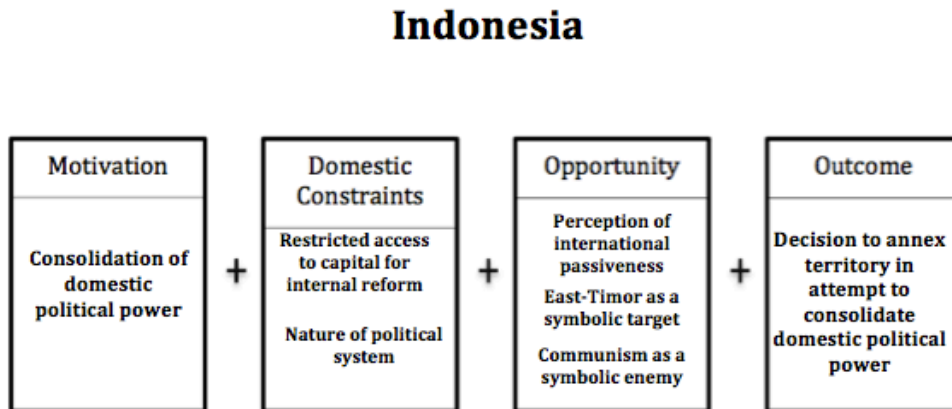 Indonesia
Motivation
Consolidation of
domestic
political power
+
Domestic
Constraints
Restricted access
to capital for
internal reform
Nature of political
system
+
Opportunity
Perception of
international
passiveness
East-Timor as a
symbolic target
Communism as a
symbolic enemy
+
Outcome
Decision to annex
territory in
attempt to
consolidate
domestic political
power